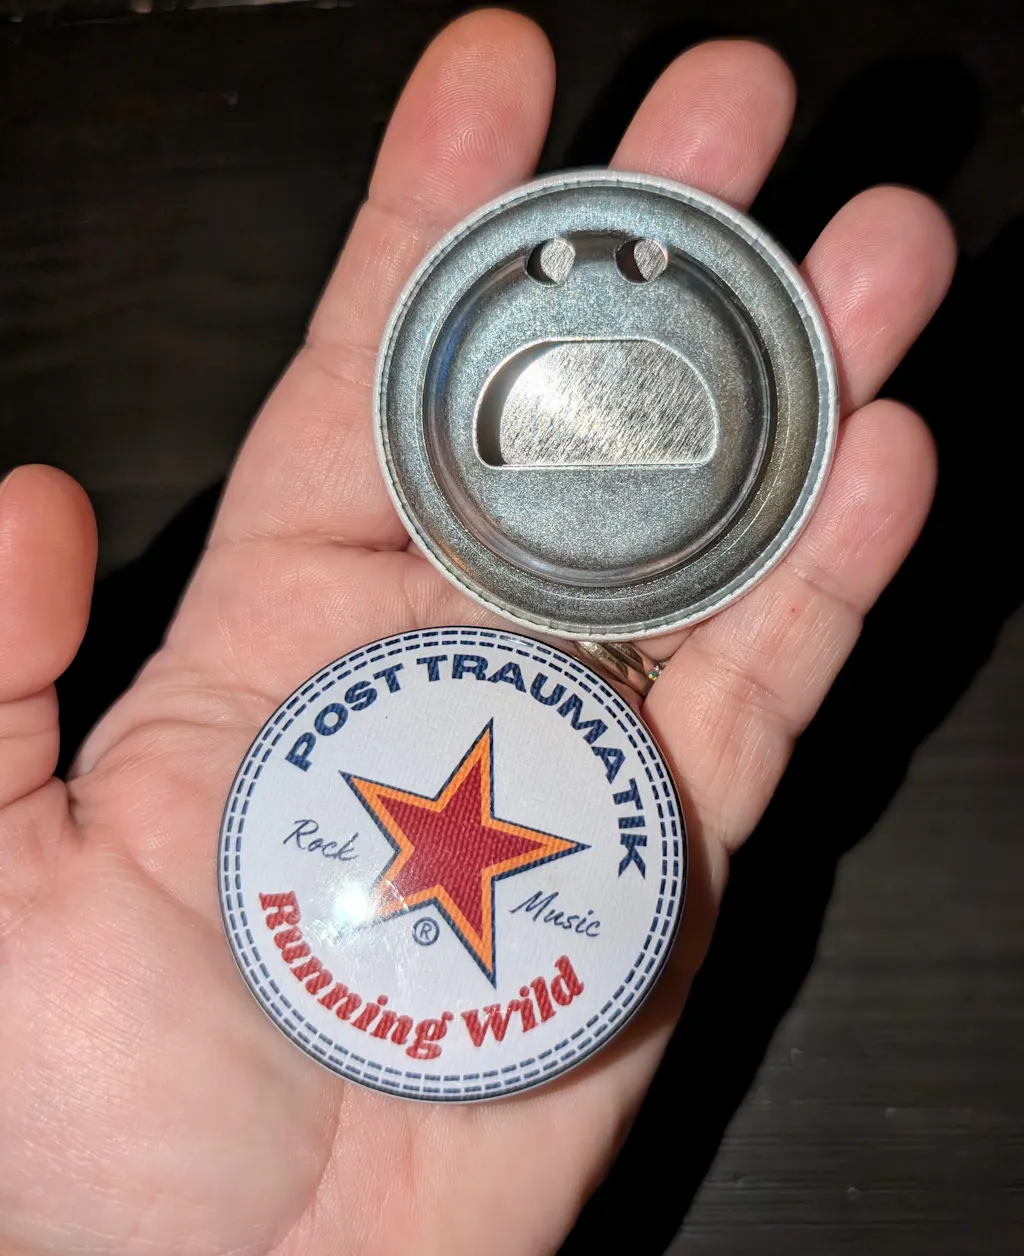 POST TRAUMATIK
Rock
Music
®
Running Wild